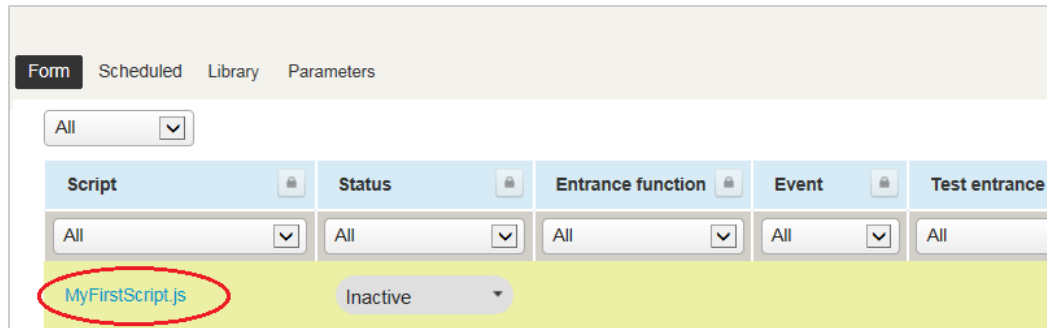 Form Scheduled Library Parameters
All
Script Status Entrance function Event Test entrance
All All All All All
MyFirstScript.js Inactive